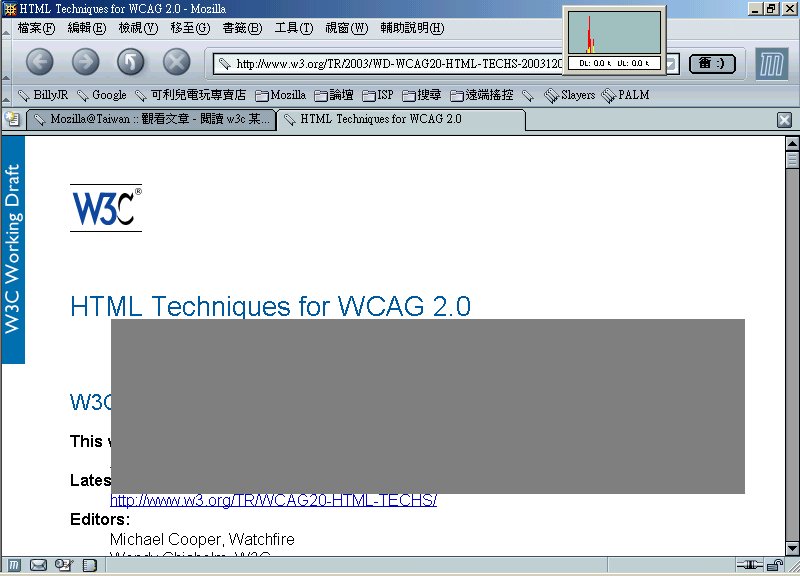 HTML Techniques for WCAG 2.0 - Mozilla
檔案(F) 編輯(E) 檢視(V) 移至(G) 書籤(B) 工具(T) 視窗(W) 輔助說明(H)
http://www.w3.org/TR/2003/WD-WCAG20-HTML-TECHS-2003120
DL: 0.0 k UL: 0.0 k
衝 :)
BillyJR Google 可利兒電玩專賣店 Mozilla 論壇 ISP 搜尋 遠端搖控 Slayers PALM
Mozilla@Taiwan :: 觀看文章 - 閱讀 w3c 某... HTML Techniques for WCAG 2.0
W3C Working Draft
W3C®
HTML Techniques for WCAG 2.0
W3C
This
Lates
http://www.w3.org/TR/WCAG20-HTML-TECHS/
Editors:
Michael Cooper, Watchfire
Wendy Chisholm, W3C